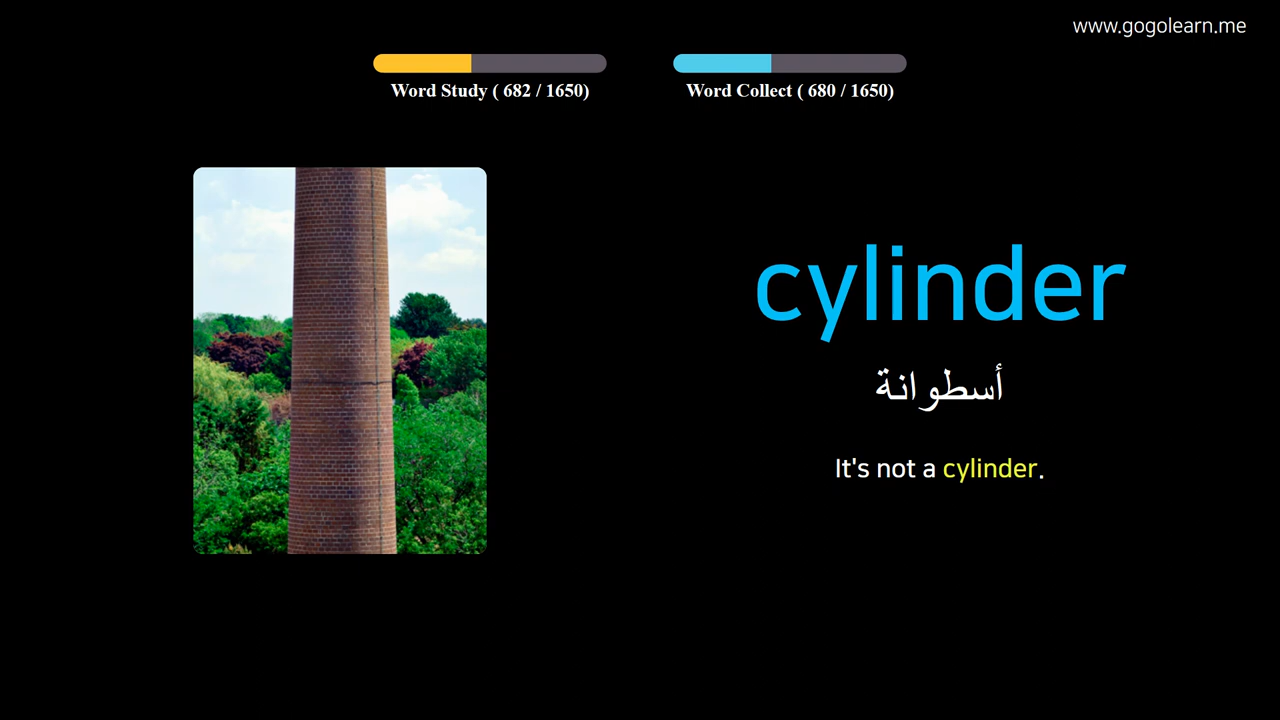 www.gogolearn.me
Word Study ( 682 / 1650)
Word Collect ( 680 / 1650)
cylinder
أسطوانة
It's not a cylinder.